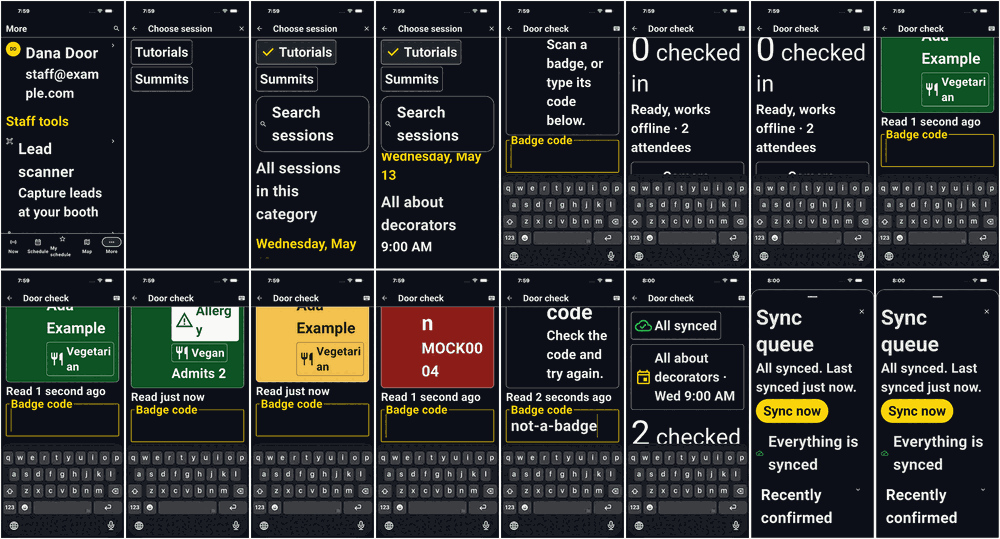 7:59
More
DD
Dana Door
staff@exam
ple.com
Staff tools
Lead
scanner
Capture leads
at your booth
Now
Schedule
My
schedule
Map
More
7:59
Choose session
Tutorials
Summits
7:59
Choose session
Tutorials
Summits
Search
sessions
All sessions
in this
category
Wednesday, May
7:59
Choose session
Tutorials
Summits
Search
sessions
Wednesday, May
13
All about
decorators
9:00 AM
7:59
Door check
Scan a
badge, or
type its
code
below.
Badge code
q w e r t y u i o p
a s d f g h j k l
z x c v b n m
123
7:59
Door check
0 checked
in
Ready, works
offline · 2
attendees
q w e r t y u i o p
a s d f g h j k l
z x c v b n m
123
7:59
Door check
0 checked
in
Ready, works
offline · 2
attendees
q w e r t y u i o p
a s d f g h j k l
z x c v b n m
123
7:59
Door check
Example
Vegetari
an
Read 1 second ago
Badge code
q w e r t y u i o p
a s d f g h j k l
z x c v b n m
123
7:59
Door check
Example
Vegetari
an
Read 1 second ago
Badge code
q w e r t y u i o p
a s d f g h j k l
z x c v b n m
123
7:59
Door check
Allerg
y
Vegan
Admits 2
Read just now
Badge code
q w e r t y u i o p
a s d f g h j k l
z x c v b n m
123
7:59
Door check
Example
Vegetari
an
Read just now
Badge code
q w e r t y u i o p
a s d f g h j k l
z x c v b n m
123
7:59
Door check
n
MOCK00
04
Read 1 second ago
Badge code
q w e r t y u i o p
a s d f g h j k l
z x c v b n m
123
7:59
Door check
code
Check the
code and
try again.
Read 2 seconds ago
Badge code
not-a-badge
q w e r t y u i o p
a s d f g h j k l
z x c v b n m
123
8:00
Door check
All synced
All about
decorators ·
Wed 9:00 AM
2 checked
q w e r t y u i o p
a s d f g h j k l
z x c v b n m
123
8:00
Sync
queue
All synced. Last
synced just now.
Sync now
Everything is
synced
Recently
confirmed
8:00
Sync
queue
All synced. Last
synced just now.
Sync now
Everything is
synced
Recently
confirmed